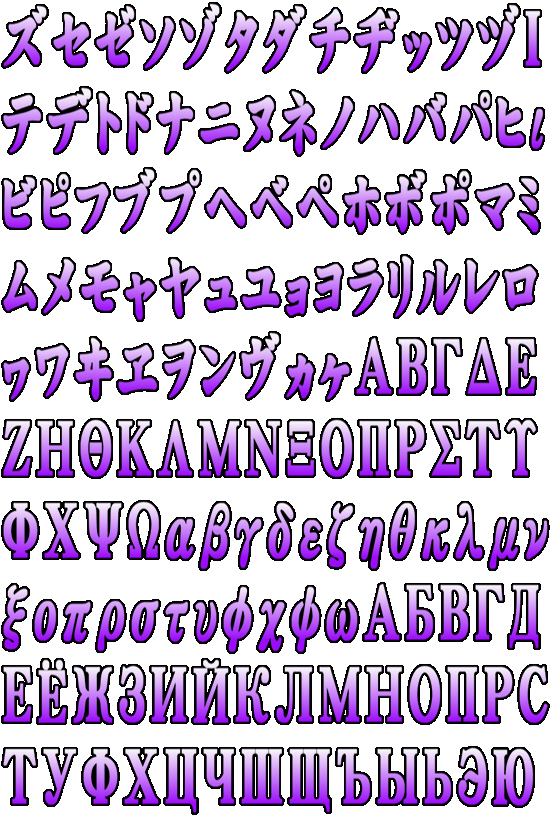 ズセゼソゾタダチヂッツヅI
テデトドナニヌネノハバパヒl
ビピフブプヘベペホボポマミ
ムメモャヤュユョヨラリルレロ
ヮワヰヱヲンヴヵヶΑΒΓΔΕ
ΖΗΘΚΛΜΝΞΟΠΡΣΤΥ
ΦΧΨΩαβγδεζηθκλμν
ξοπρστυφχψωАБВГД
ЕЁЖЗИЙКЛМНОПРС
ТУФХЦЧШЩЪЫЬЭЮ